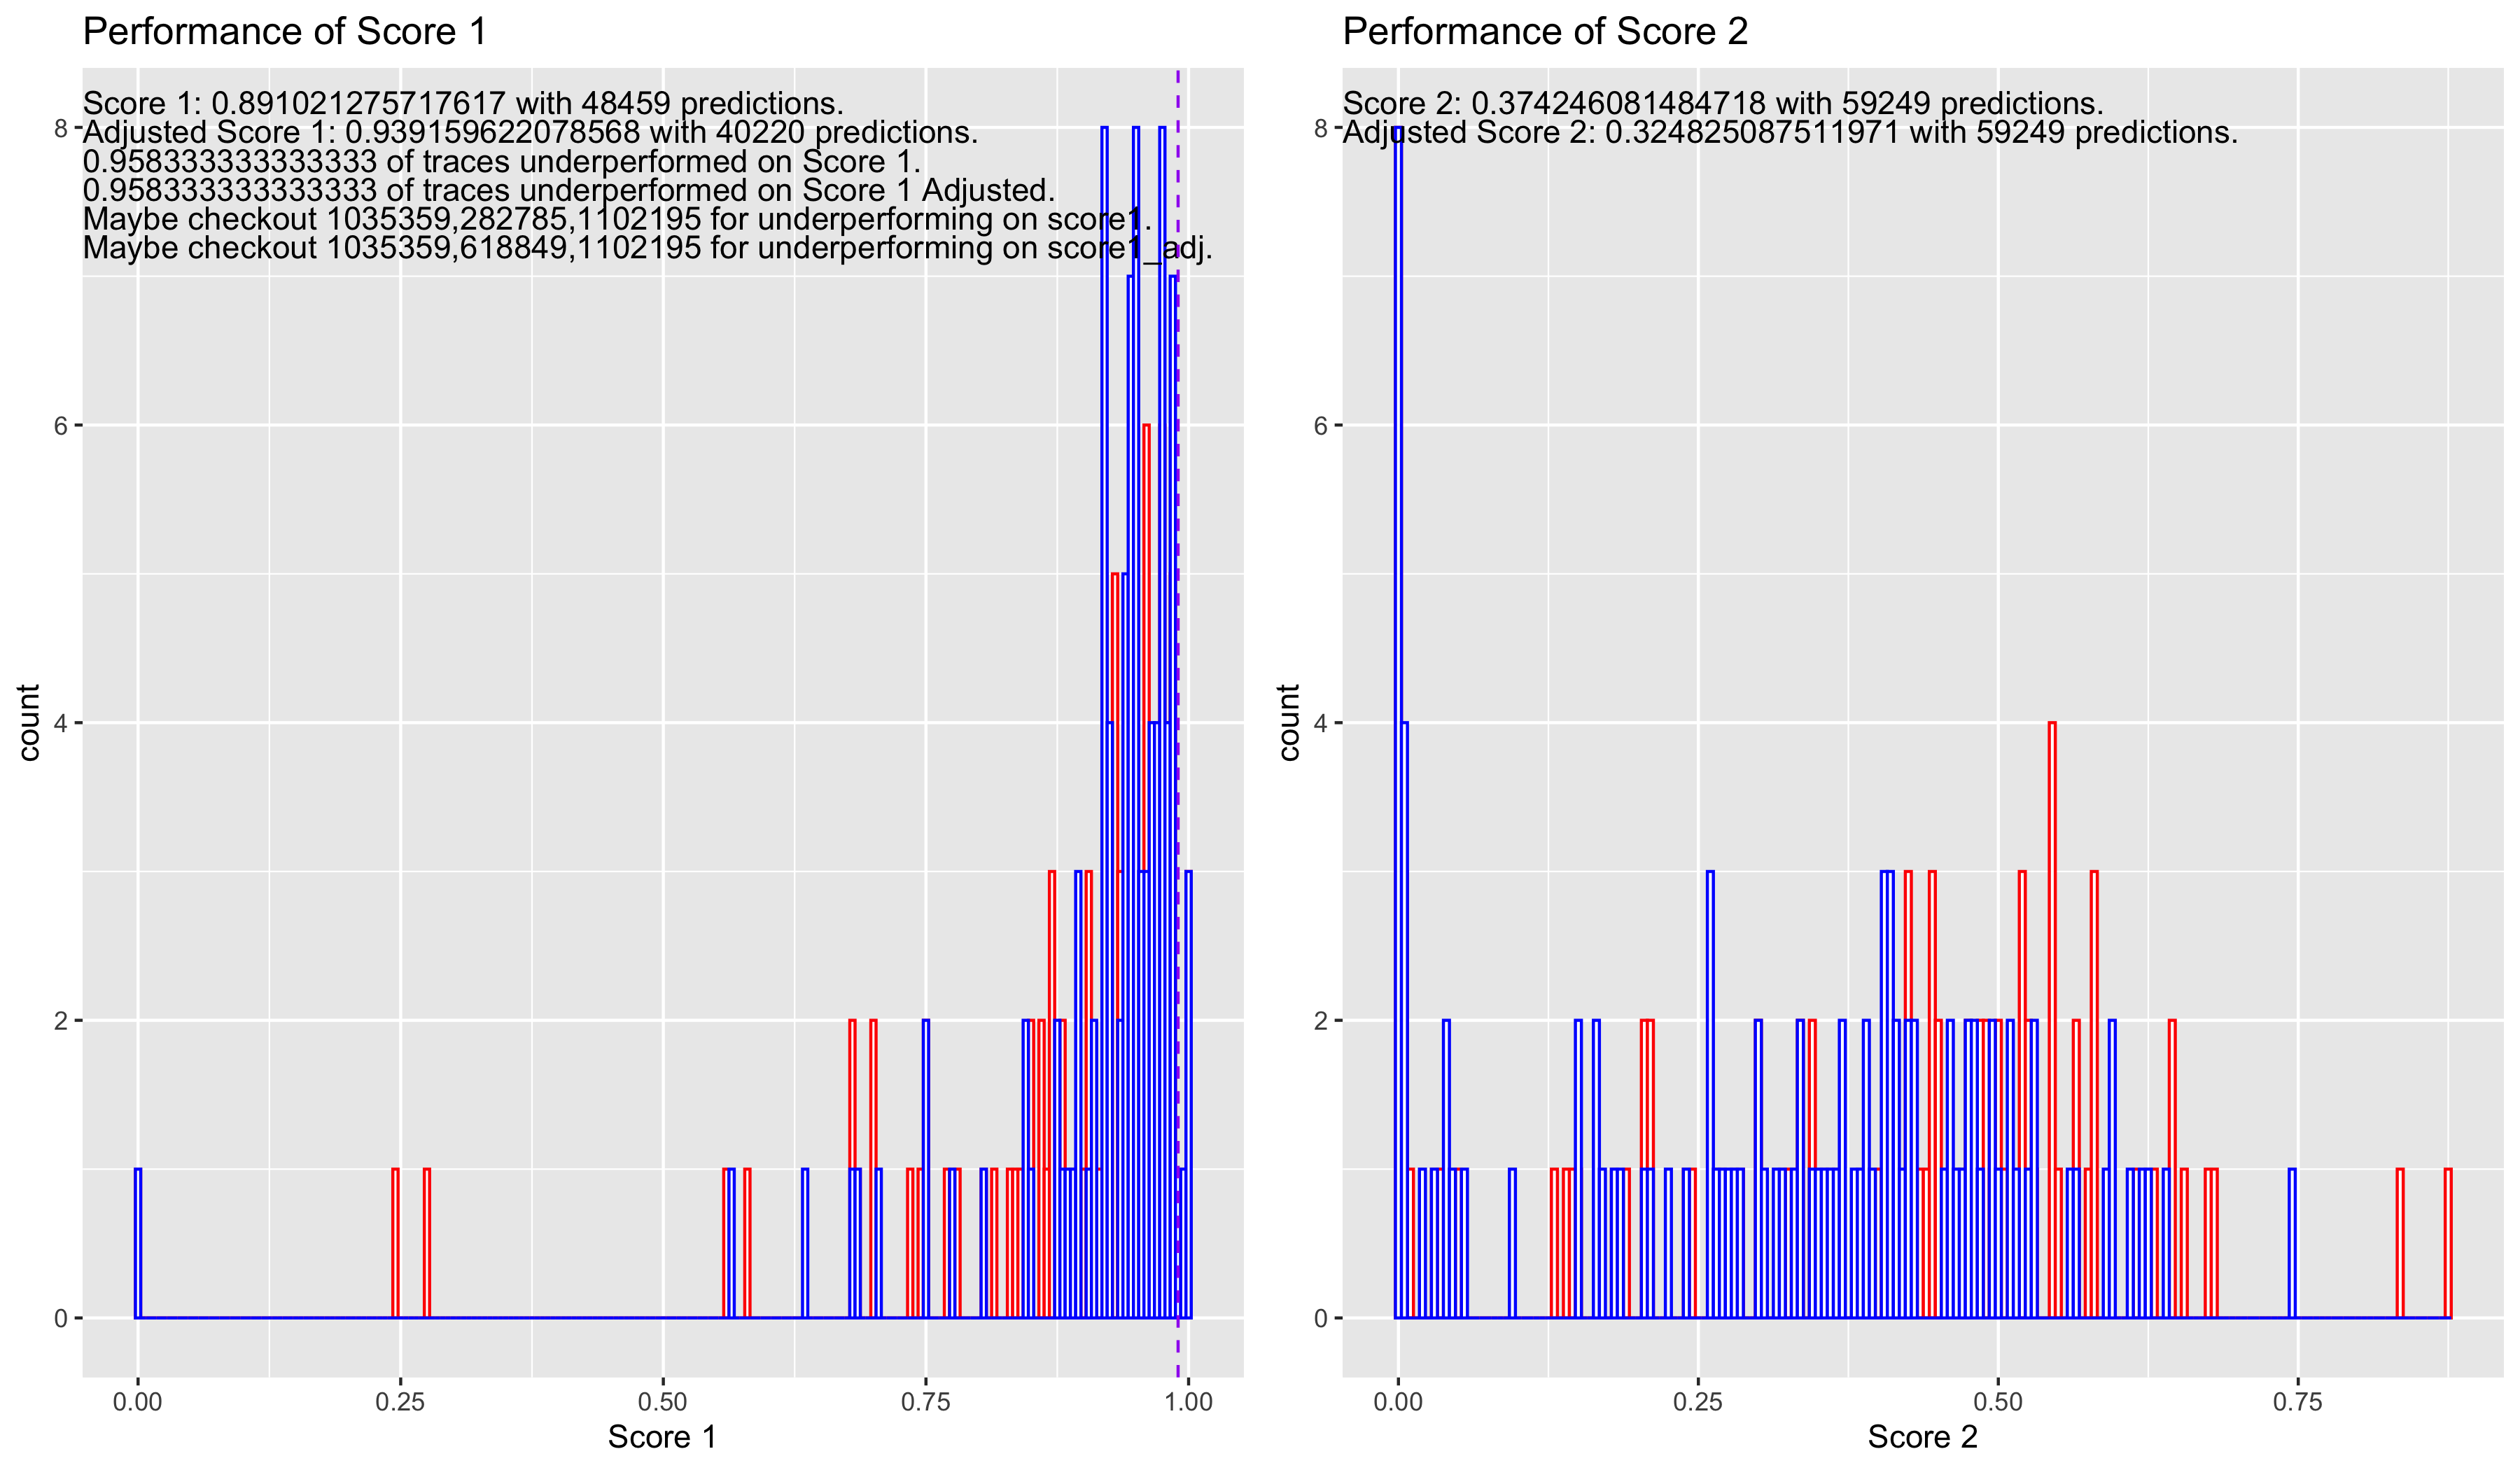 Performance of Score 1
Score 1: 0.891021275717617 with 48459 predictions.
Adjusted Score 1: 0.939159622078568 with 40220 predictions.
0.958333333333333 of traces underperformed on Score 1.
0.958333333333333 of traces underperformed on Score 1 Adjusted.
Maybe checkout 1035359,282785,1102195 for underperforming on score1.
Maybe checkout 1035359,618849,1102195 for underperforming on score1_adj.
8
6
4
2
0
count
0.00 0.25 0.50 0.75 1.00
Score 1
Performance of Score 2
Score 2: 0.374246081484718 with 59249 predictions.
Adjusted Score 2: 0.324825087511971 with 59249 predictions.
8
6
4
2
0
count
0.00 0.25 0.50 0.75
Score 2